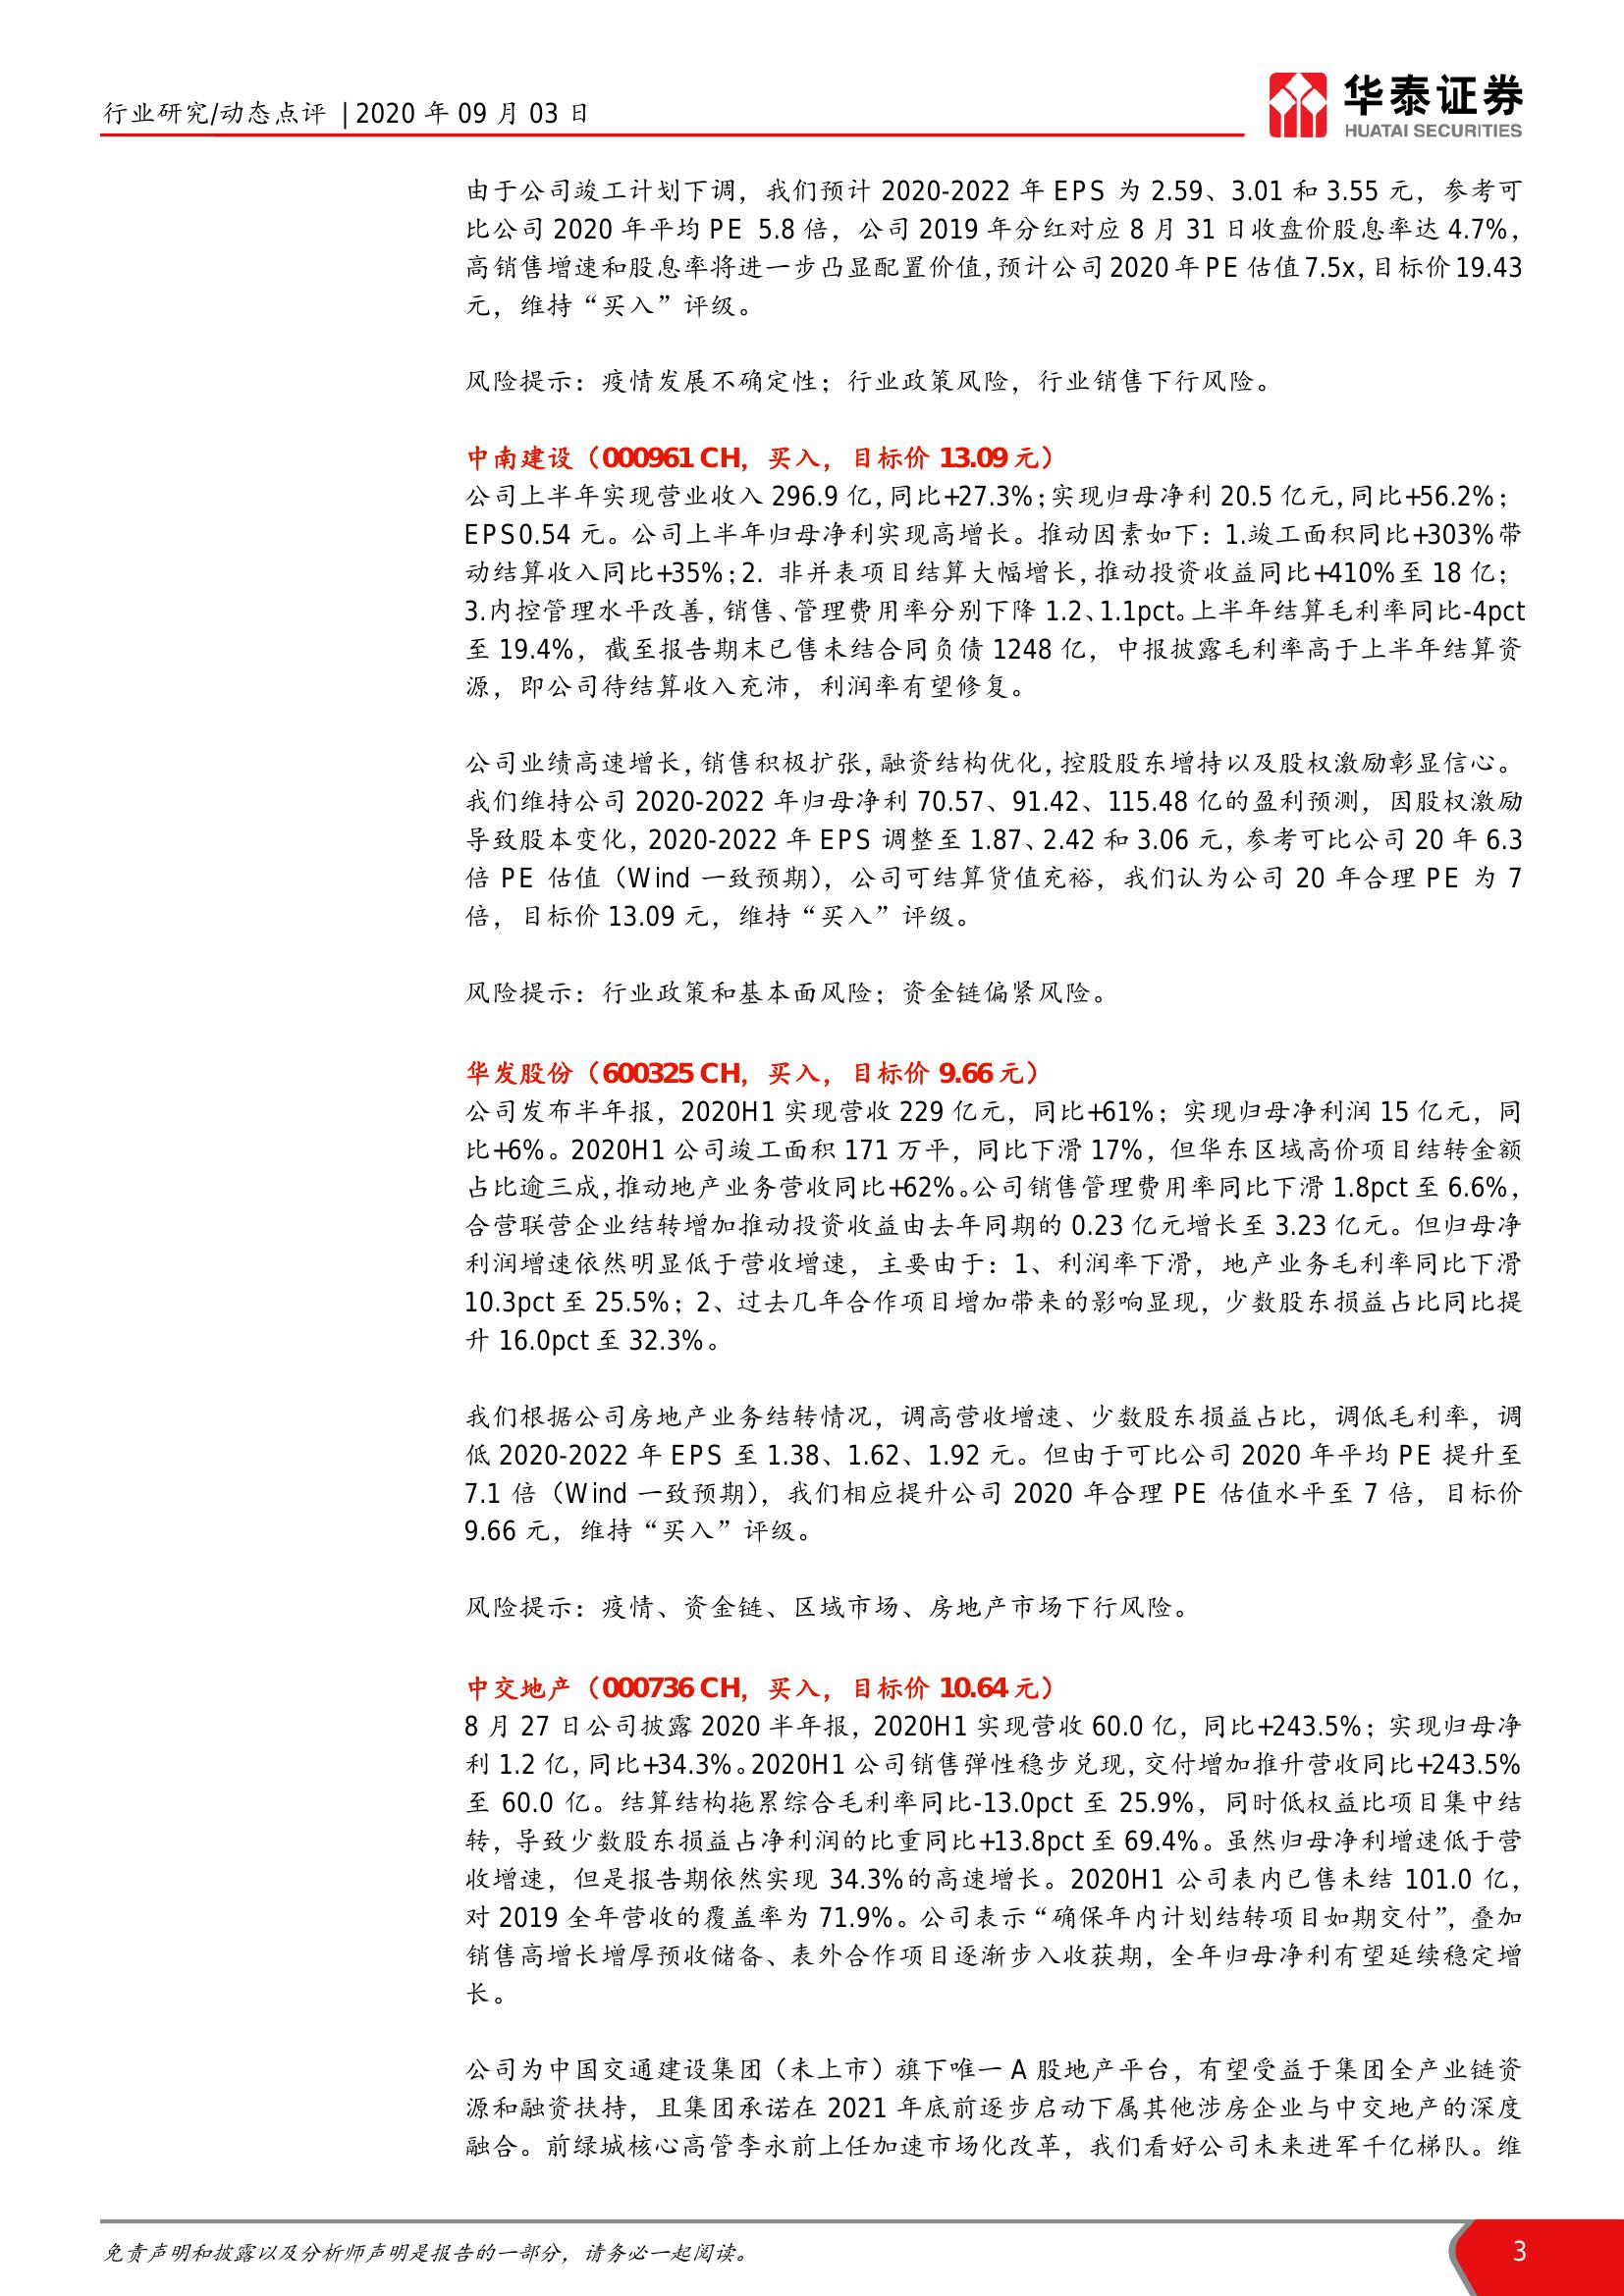 行业研究/动态点评 | 2020 年 09 月 03 日
华泰证券
HUATAI SECURITIES
由于公司竣工计划下调，我们预计 2020-2022 年 EPS 为 2.59、3.01 和 3.55 元，参考可
比公司 2020 年平均 PE 5.8 倍，公司 2019 年分红对应 8 月 31 日收盘价股息率达 4.7%，
高销售增速和股息率将进一步凸显配置价值，预计公司 2020 年 PE 估值 7.5x，目标价 19.43
元，维持“买入”评级。
风险提示：疫情发展不确定性；行业政策风险，行业销售下行风险。
中南建设（000961 CH，买入，目标价 13.09 元）
公司上半年实现营业收入 296.9 亿，同比+27.3%；实现归母净利 20.5 亿元，同比+56.2%；
EPS0.54 元。公司上半年归母净利实现高增长。推动因素如下：1.竣工面积同比+303%带
动结算收入同比+35%；2. 非并表项目结算大幅增长，推动投资收益同比+410%至 18 亿；
3.内控管理水平改善，销售、管理费用率分别下降 1.2、1.1pct。上半年结算毛利率同比-4pct
至 19.4%，截至报告期末已售未结合同负债 1248 亿，中报披露毛利率高于上半年结算资
源，即公司待结算收入充沛，利润率有望修复。
公司业绩高速增长，销售积极扩张，融资结构优化，控股股东增持以及股权激励彰显信心。
我们维持公司 2020-2022 年归母净利 70.57、91.42、115.48 亿的盈利预测，因股权激励
导致股本变化，2020-2022 年 EPS 调整至 1.87、2.42 和 3.06 元，参考可比公司 20 年 6.3
倍 PE 估值（Wind 一致预期），公司可结算货值充裕，我们认为公司 20 年合理 PE 为 7
倍，目标价 13.09 元，维持“买入”评级。
风险提示：行业政策和基本面风险；资金链偏紧风险。
华发股份（600325 CH，买入，目标价 9.66 元）
公司发布半年报，2020H1 实现营收 229 亿元，同比+61%；实现归母净利润 15 亿元，同
比+6%。2020H1 公司竣工面积 171 万平，同比下滑 17%，但华东区域高价项目结转金额
占比逾三成，推动地产业务营收同比+62%。公司销售管理费用率同比下滑 1.8pct 至 6.6%，
合营联营企业结转增加推动投资收益由去年同期的 0.23 亿元增长至 3.23 亿元。但归母净
利润增速依然明显低于营收增速，主要由于：1、利润率下滑，地产业务毛利率同比下滑
10.3pct 至 25.5%；2、过去几年合作项目增加带来的影响显现，少数股东损益占比同比提
升 16.0pct 至 32.3%。
我们根据公司房地产业务结转情况，调高营收增速、少数股东损益占比，调低毛利率，调
低 2020-2022 年 EPS 至 1.38、1.62、1.92 元。但由于可比公司 2020 年平均 PE 提升至
7.1 倍（Wind 一致预期），我们相应提升公司 2020 年合理 PE 估值水平至 7 倍，目标价
9.66 元，维持“买入”评级。
风险提示：疫情、资金链、区域市场、房地产市场下行风险。
中交地产（000736 CH，买入，目标价 10.64 元）
8 月 27 日公司披露 2020 半年报，2020H1 实现营收 60.0 亿，同比+243.5%；实现归母净
利 1.2 亿，同比+34.3%。2020H1 公司销售弹性稳步兑现，交付增加推升营收同比+243.5%
至 60.0 亿。结算结构拖累综合毛利率同比-13.0pct 至 25.9%，同时低权益比项目集中结
转，导致少数股东损益占净利润的比重同比+13.8pct 至 69.4%。虽然归母净利增速低于营
收增速，但是报告期依然实现 34.3%的高速增长。2020H1 公司表内已售未结 101.0 亿，
对 2019 全年营收的覆盖率为 71.9%。公司表示“确保年内计划结转项目如期交付”，叠加
销售高增长增厚预收储备、表外合作项目逐渐步入收获期，全年归母净利有望延续稳定增
长。
公司为中国交通建设集团（未上市）旗下唯一 A 股地产平台，有望受益于集团全产业链资
源和融资扶持，且集团承诺在 2021 年底前逐步启动下属其他涉房企业与中交地产的深度
融合。前绿城核心高管李永前上任加速市场化改革，我们看好公司未来进军千亿梯队。维
免责声明和披露以及分析师声明是报告的一部分，请务必一起阅读。
3